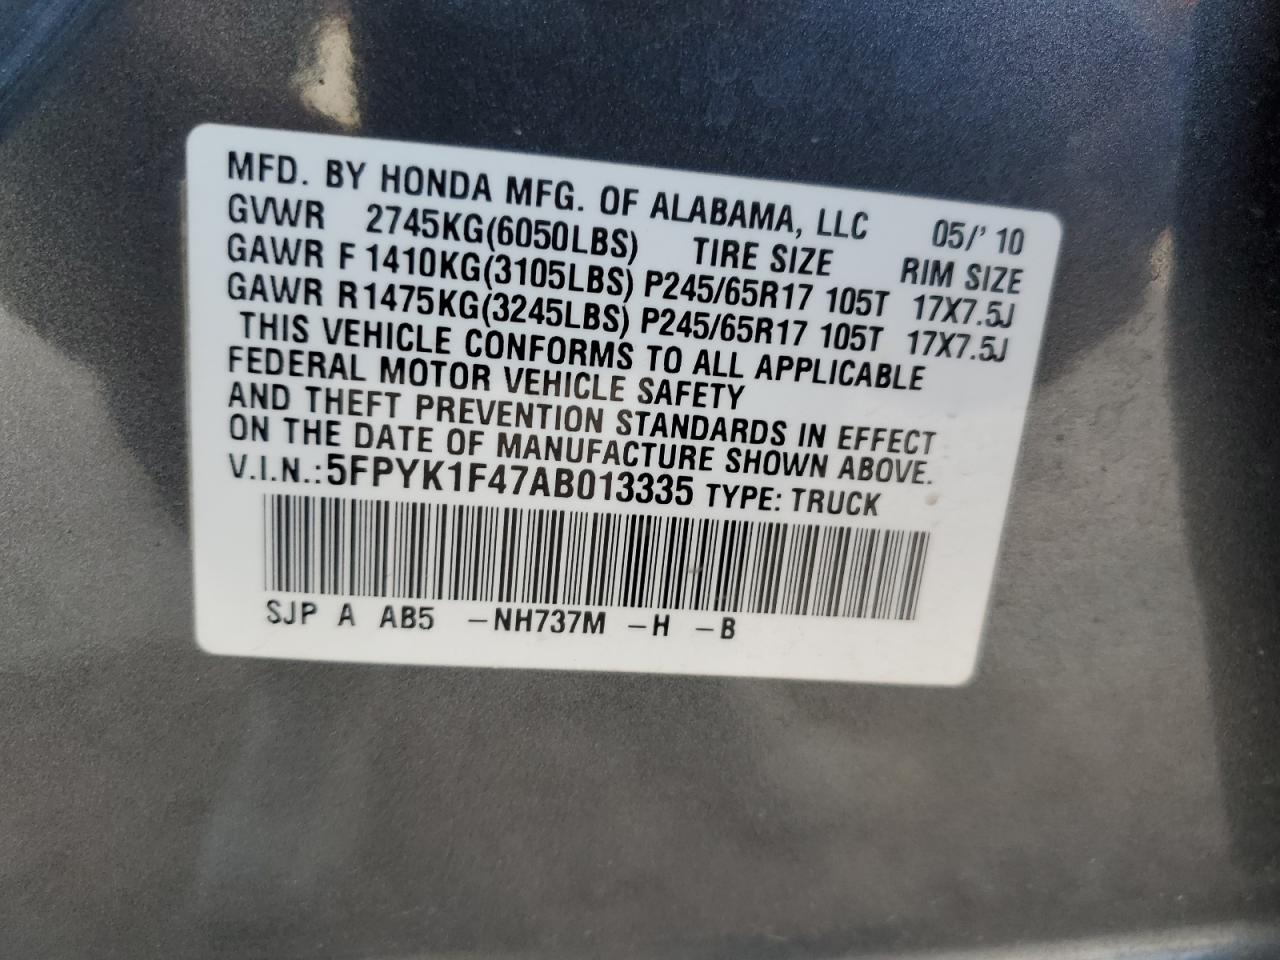 MFD. BY HONDA MFG. OF ALABAMA, LLC 05/'10
GVWR 2745KG(6050LBS) TIRE SIZE RIM SIZE
GAWR F 1410KG(3105LBS) P245/65R17 105T 17X7.5J
GAWR R 1475KG(3245LBS) P245/65R17 105T 17X7.5J
THIS VEHICLE CONFORMS TO ALL APPLICABLE
FEDERAL MOTOR VEHICLE SAFETY
AND THEFT PREVENTION STANDARDS IN EFFECT
ON THE DATE OF MANUFACTURE SHOWN ABOVE.
V.I.N.: 5FPYK1F47AB013335 TYPE: TRUCK
SJP A AB5 -NH737M -H -B